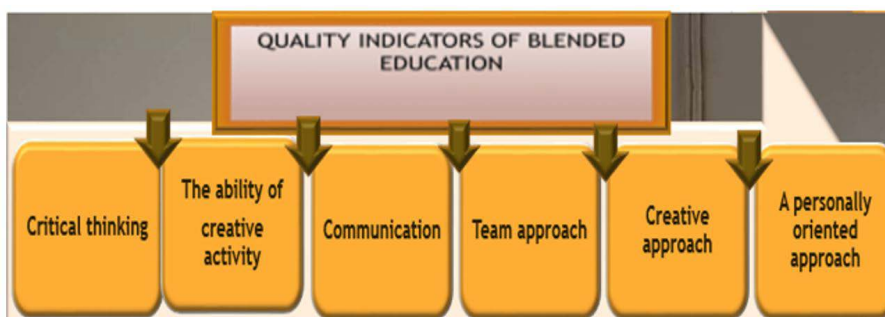 QUALITY INDICATORS OF BLENDED
EDUCATION
Critical thinking
The ability of
creative
activity
Communication
Team approach
Creative
approach
A personally
oriented
approach